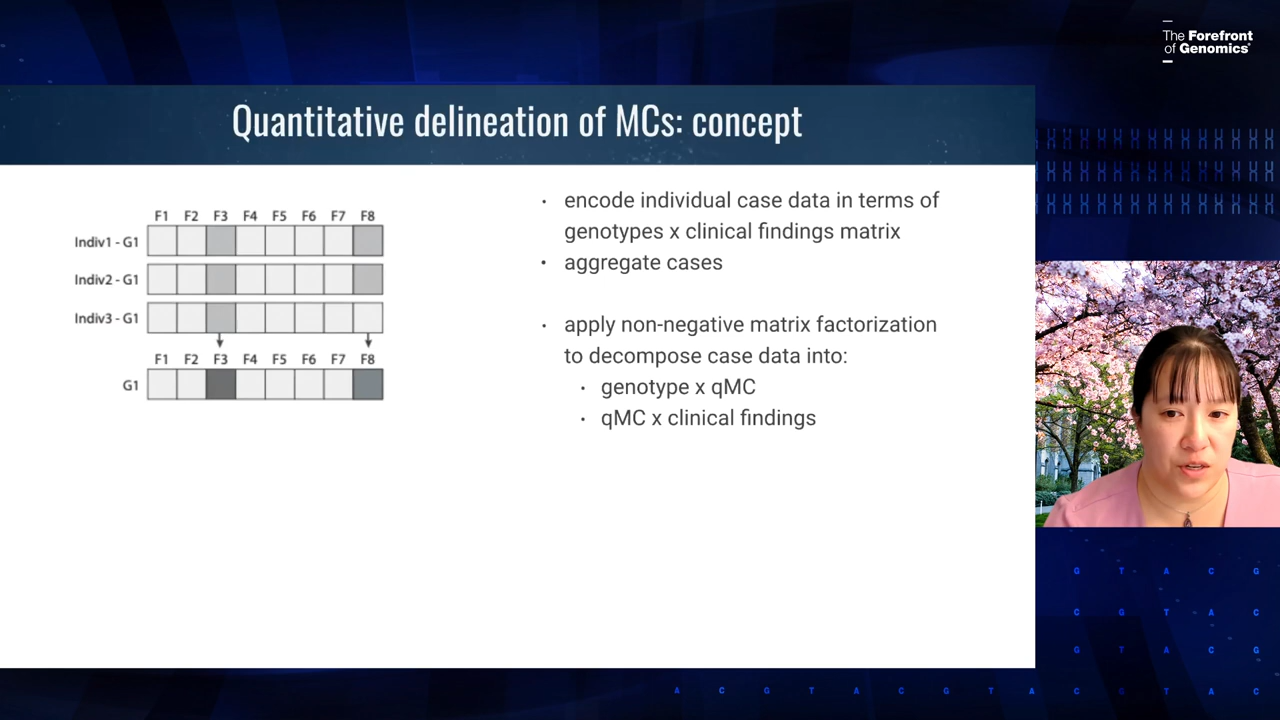 The Forefront
of Genomics®
Quantitative delineation of MCs: concept
F1 F2 F3 F4 F5 F6 F7 F8
Indiv1 - G1
Indiv2 - G1
Indiv3 - G1
F1 F2 F3 F4 F5 F6 F7 F8
G1
· encode individual case data in terms of
genotypes x clinical findings matrix
· aggregate cases
· apply non-negative matrix factorization
to decompose case data into:
· genotype x qMC
· qMC x clinical findings
G T A C G
C G T A C
G T A C G
A C G T A C G T A C G T A C